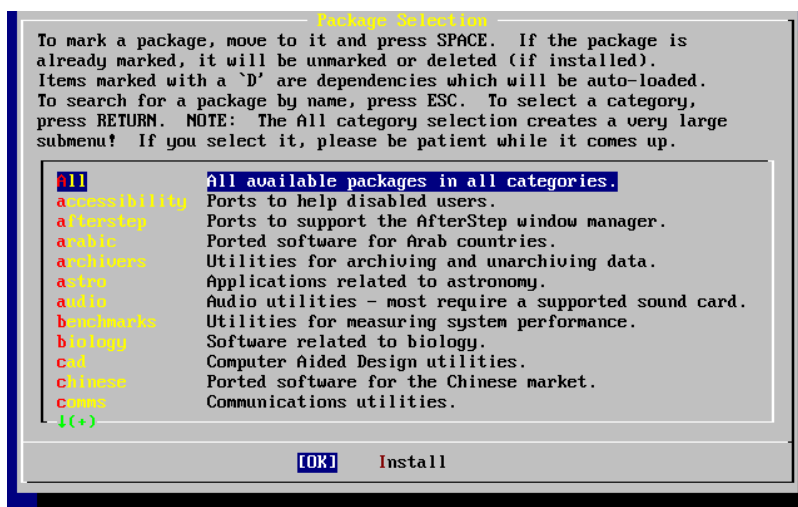 Package Selection
To mark a package, move to it and press SPACE.  If the package is
already marked, it will be unmarked or deleted (if installed).
Items marked with a `D' are dependencies which will be auto-loaded.
To search for a package by name, press ESC.  To select a category,
press RETURN.  NOTE:  The All category selection creates a very large
submenu!  If you select it, please be patient while it comes up.
All All available packages in all categories.
accessibility Ports to help disabled users.
afterstep Ports to support the AfterStep window manager.
arabic Ported software for Arab countries.
archivers Utilities for archiving and unarchiving data.
astro Applications related to astronomy.
audio Audio utilities - most require a supported sound card.
benchmarks Utilities for measuring system performance.
biology Software related to biology.
cad Computer Aided Design utilities.
chinese Ported software for the Chinese market.
comms Communications utilities.
↓(+)
[OK] Install